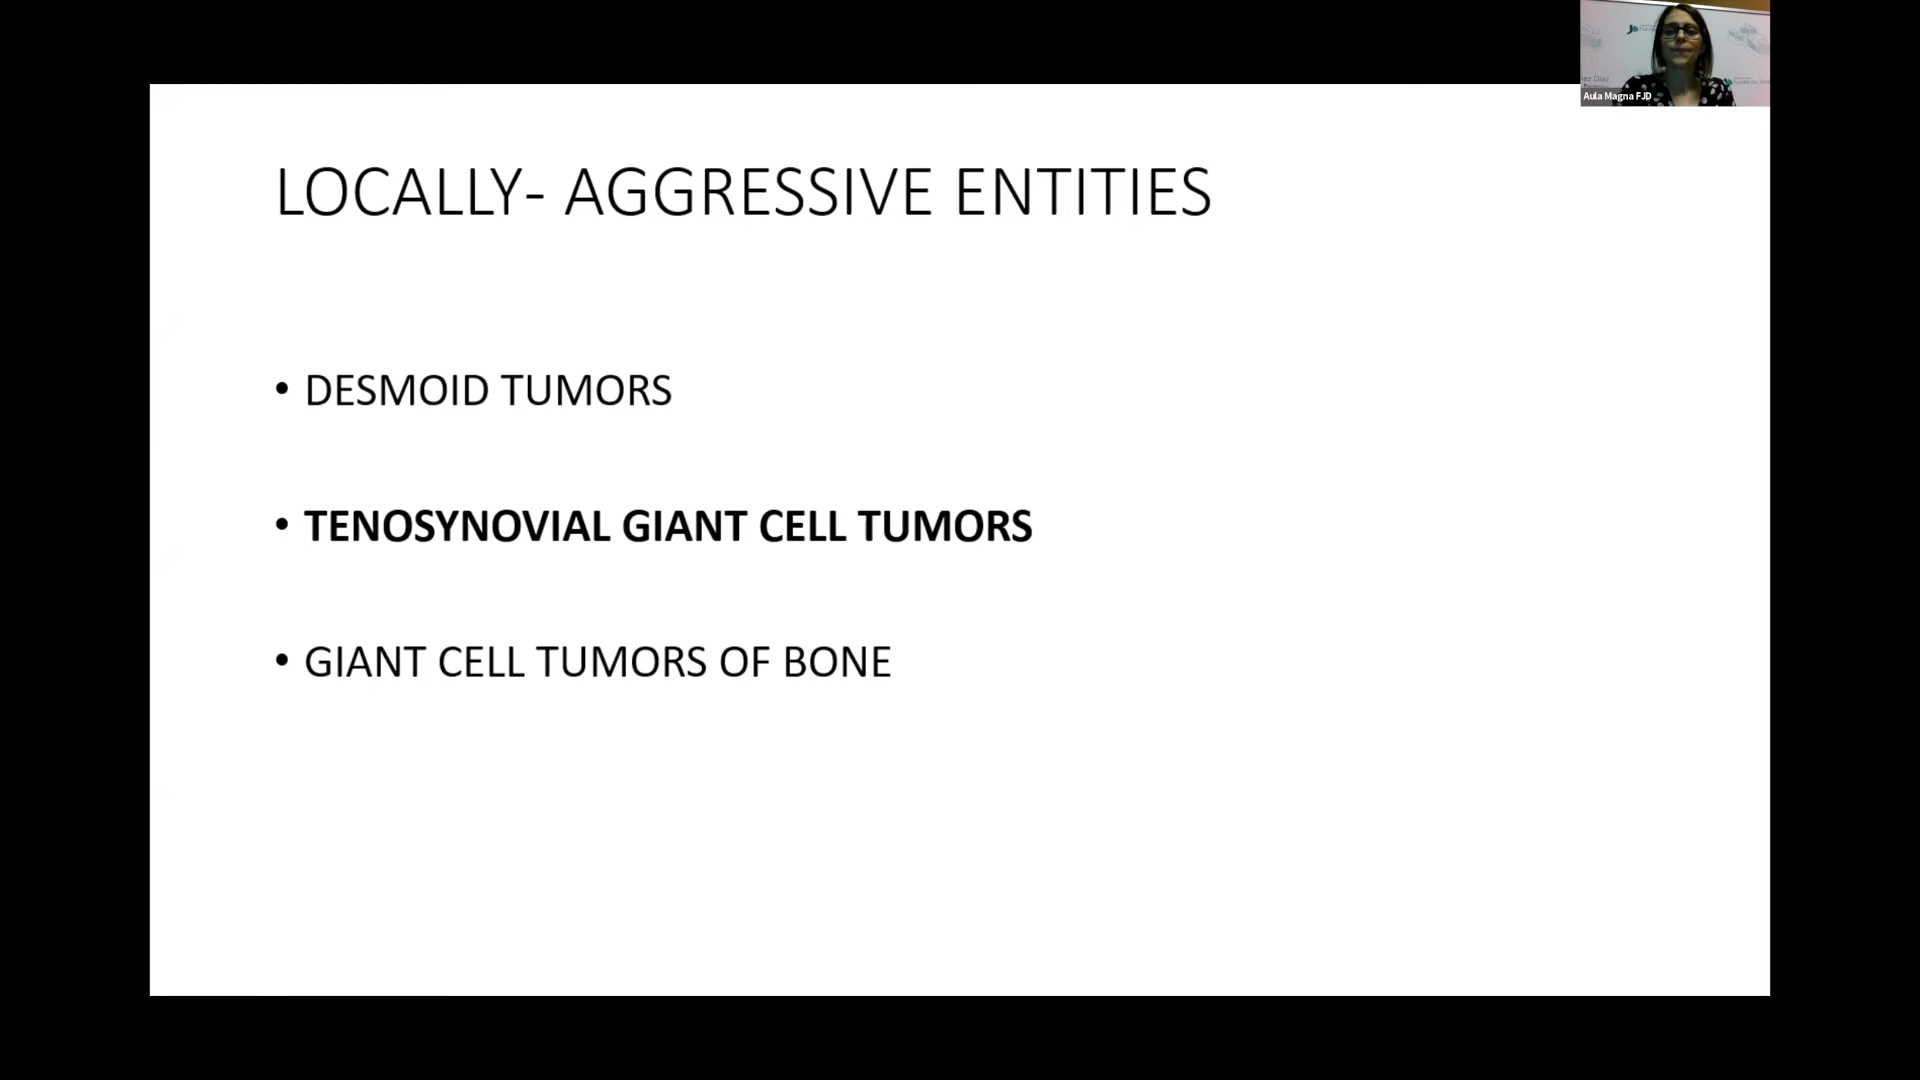 LOCALLY- AGGRESSIVE ENTITIES
• DESMOID TUMORS
• TENOSYNOVIAL GIANT CELL TUMORS
• GIANT CELL TUMORS OF BONE
Aula Magna FJD